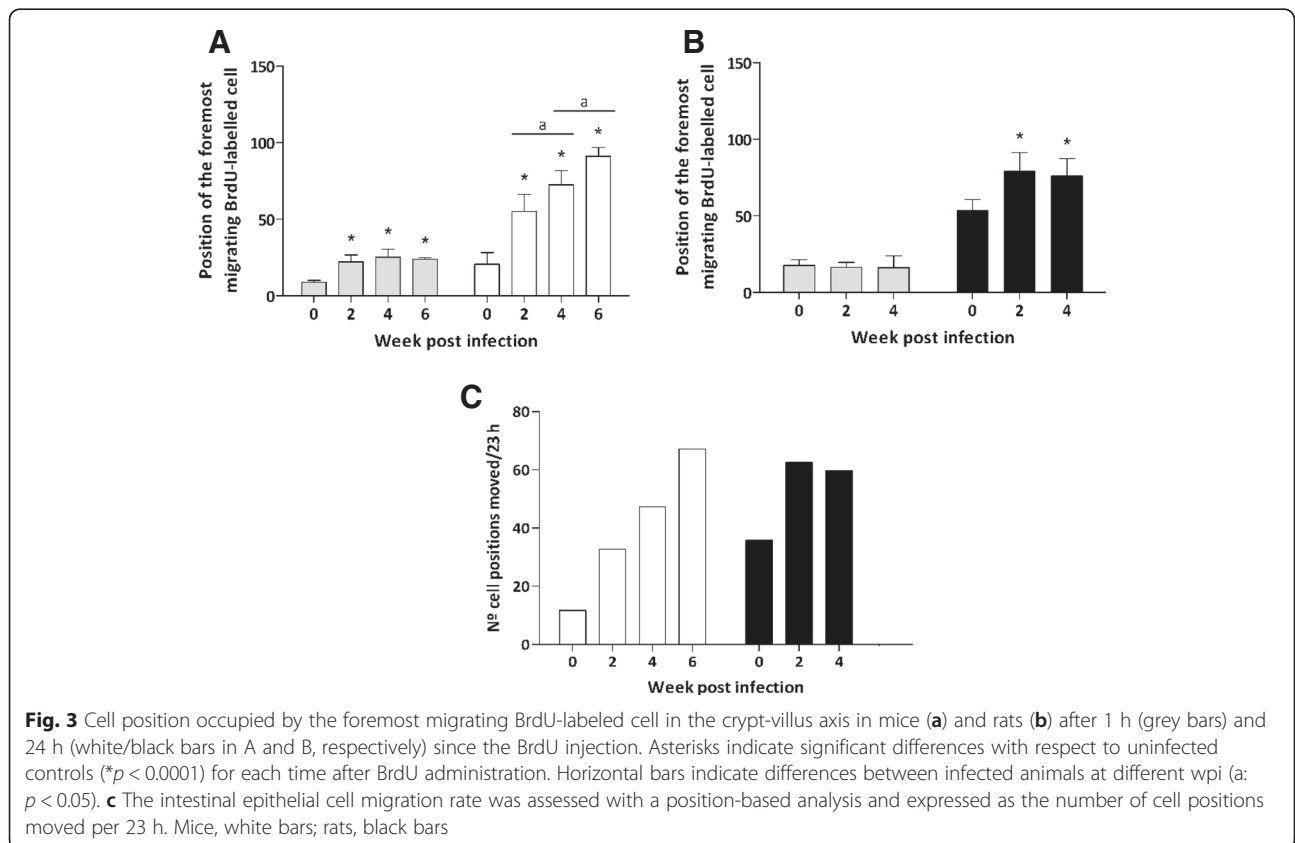 A
Position of the foremost
migrating BrdU-labelled cell
150
100
50
0
a
a
* * * * * *
0 2 4 6 0 2 4 6
Week post infection
B
Position of the foremost
migrating BrdU-labelled cell
150
100
50
0
* *
0 2 4 0 2 4
Week post infection
C
Nº cell positions moved/23 h
80
60
40
20
0
0 2 4 6 0 2 4
Week post infection
Fig. 3 Cell position occupied by the foremost migrating BrdU-labeled cell in the crypt-villus axis in mice (a) and rats (b) after 1 h (grey bars) and
24 h (white/black bars in A and B, respectively) since the BrdU injection. Asterisks indicate significant differences with respect to uninfected
controls (*p < 0.0001) for each time after BrdU administration. Horizontal bars indicate differences between infected animals at different wpi (a:
p < 0.05). c The intestinal epithelial cell migration rate was assessed with a position-based analysis and expressed as the number of cell positions
moved per 23 h. Mice, white bars; rats, black bars